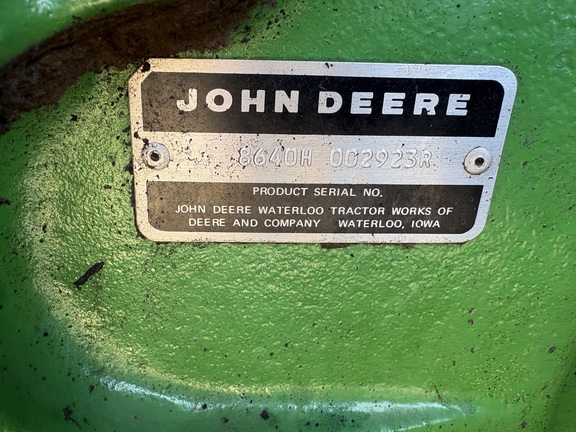 JOHN DEERE
8640H 002923R
PRODUCT SERIAL NO.
JOHN DEERE WATERLOO TRACTOR WORKS OF
DEERE AND COMPANY WATERLOO, IOWA